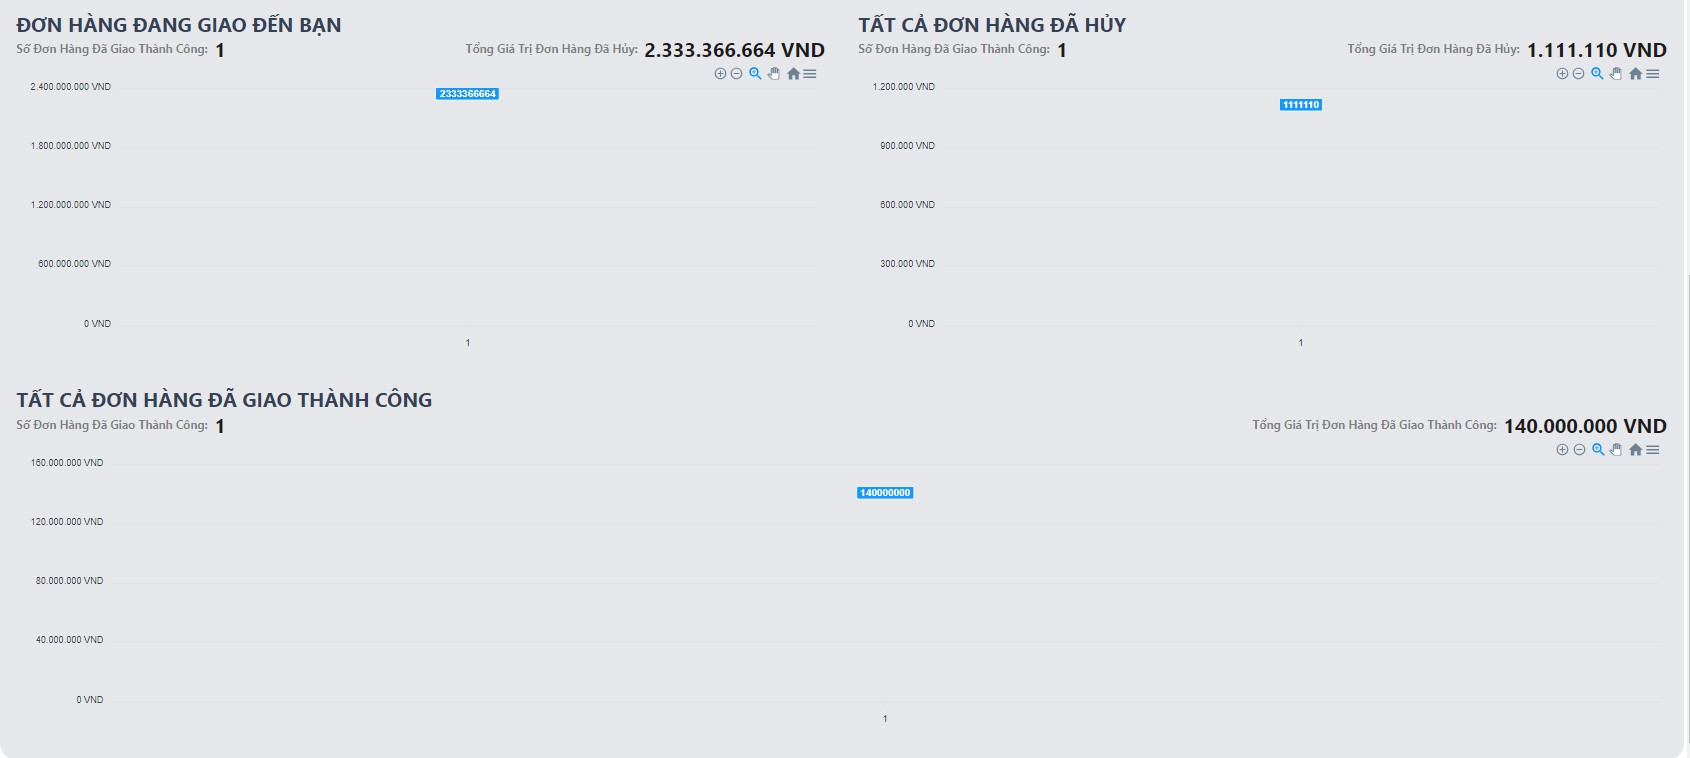 ĐƠN HÀNG ĐANG GIAO ĐẾN BẠN
Số Đơn Hàng Đã Giao Thành Công: 1
Tổng Giá Trị Đơn Hàng Đã Hủy: 2.333.366.664 VND
2.400.000.000 VND
2333366664
1.800.000.000 VND
1.200.000.000 VND
600.000.000 VND
0 VND
1
TẤT CẢ ĐƠN HÀNG ĐÃ HỦY
Số Đơn Hàng Đã Giao Thành Công: 1
Tổng Giá Trị Đơn Hàng Đã Hủy: 1.111.110 VND
1.200.000 VND
1111110
900.000 VND
600.000 VND
300.000 VND
0 VND
1
TẤT CẢ ĐƠN HÀNG ĐÃ GIAO THÀNH CÔNG
Số Đơn Hàng Đã Giao Thành Công: 1
Tổng Giá Trị Đơn Hàng Đã Giao Thành Công: 140.000.000 VND
160.000.000 VND
140000000
120.000.000 VND
80.000.000 VND
40.000.000 VND
0 VND
1